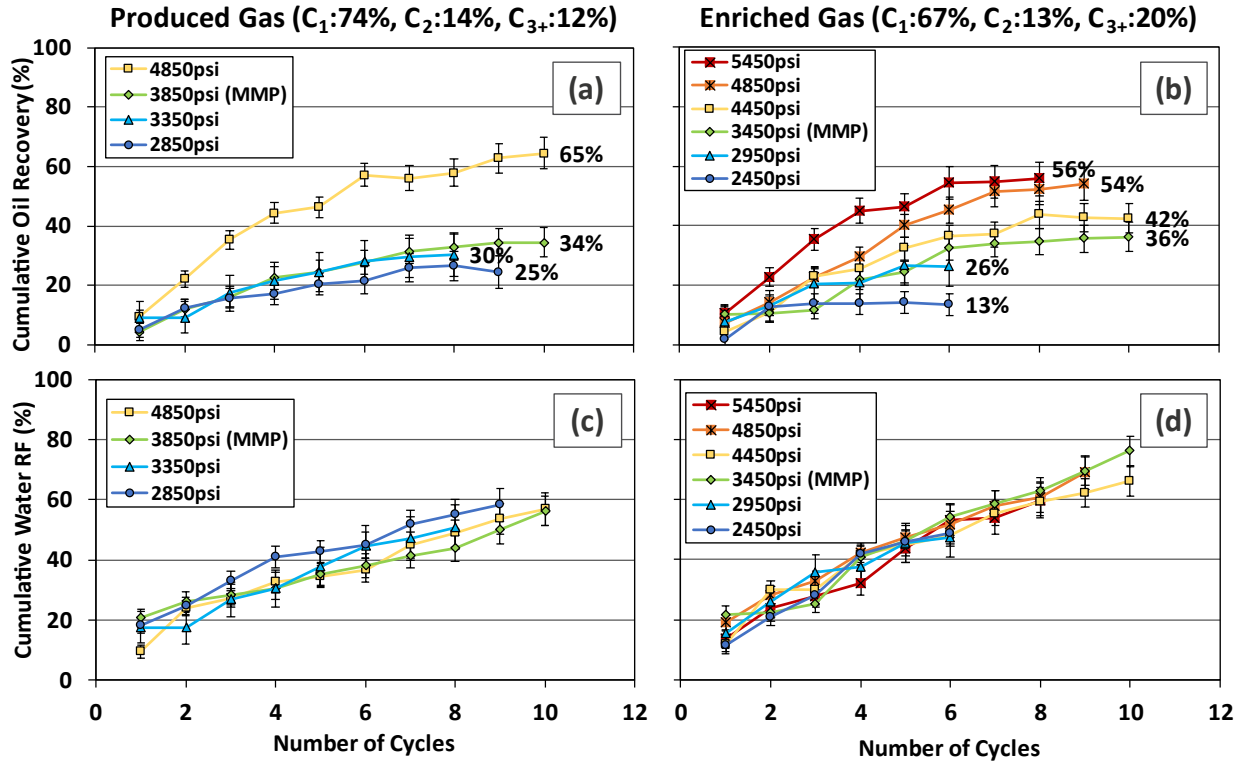 Produced Gas (C₁:74%, C₂:14%, C₃₊:12%)
Enriched Gas (C₁:67%, C₂:13%, C₃₊:20%)
Cumulative Oil Recovery (%)
100
80
60
40
20
0
4850psi
3850psi (MMP)
3350psi
2850psi
(a)
65%
34%
30%
25%
5450psi
4850psi
4450psi
3450psi (MMP)
2950psi
2450psi
(b)
56%
54%
42%
36%
26%
13%
Cumulative Water RF (%)
100
80
60
40
20
0
4850psi
3850psi (MMP)
3350psi
2850psi
(c)
0 2 4 6 8 10
Number of Cycles
5450psi
4850psi
4450psi
3450psi (MMP)
2950psi
2450psi
(d)
0 2 4 6 8 10 12
Number of Cycles